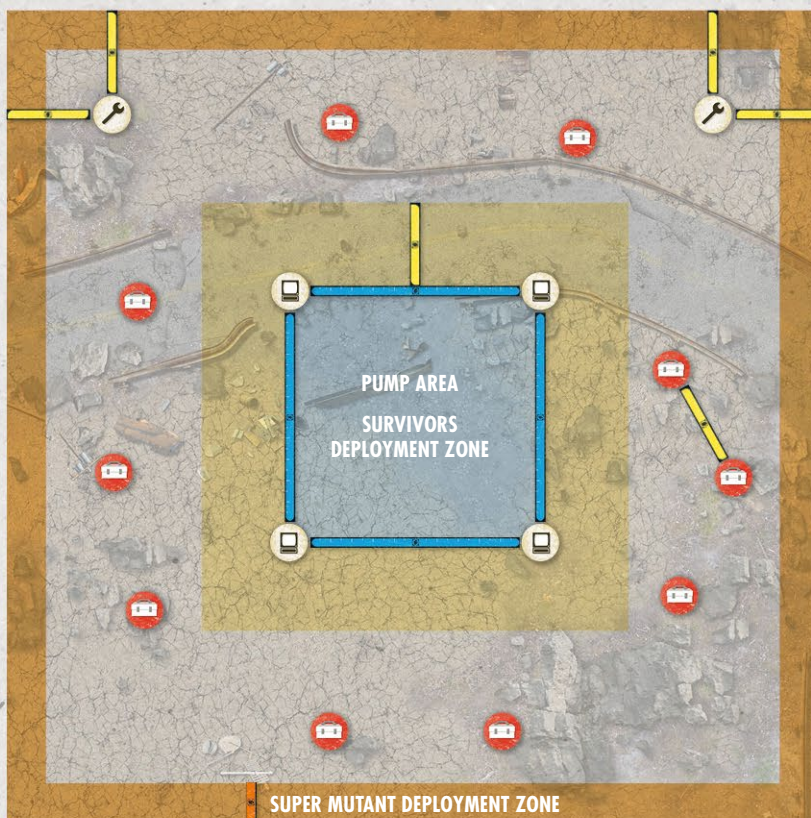 PUMP AREA
SURVIVORS
DEPLOYMENT ZONE
SUPER MUTANT DEPLOYMENT ZONE